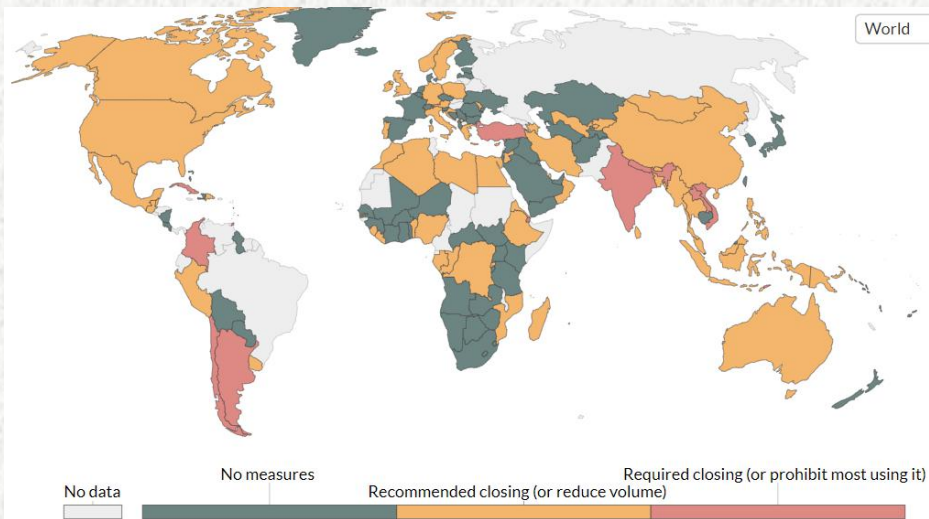 World
No measures
Required closing (or prohibit most using it)
No data
Recommended closing (or reduce volume)